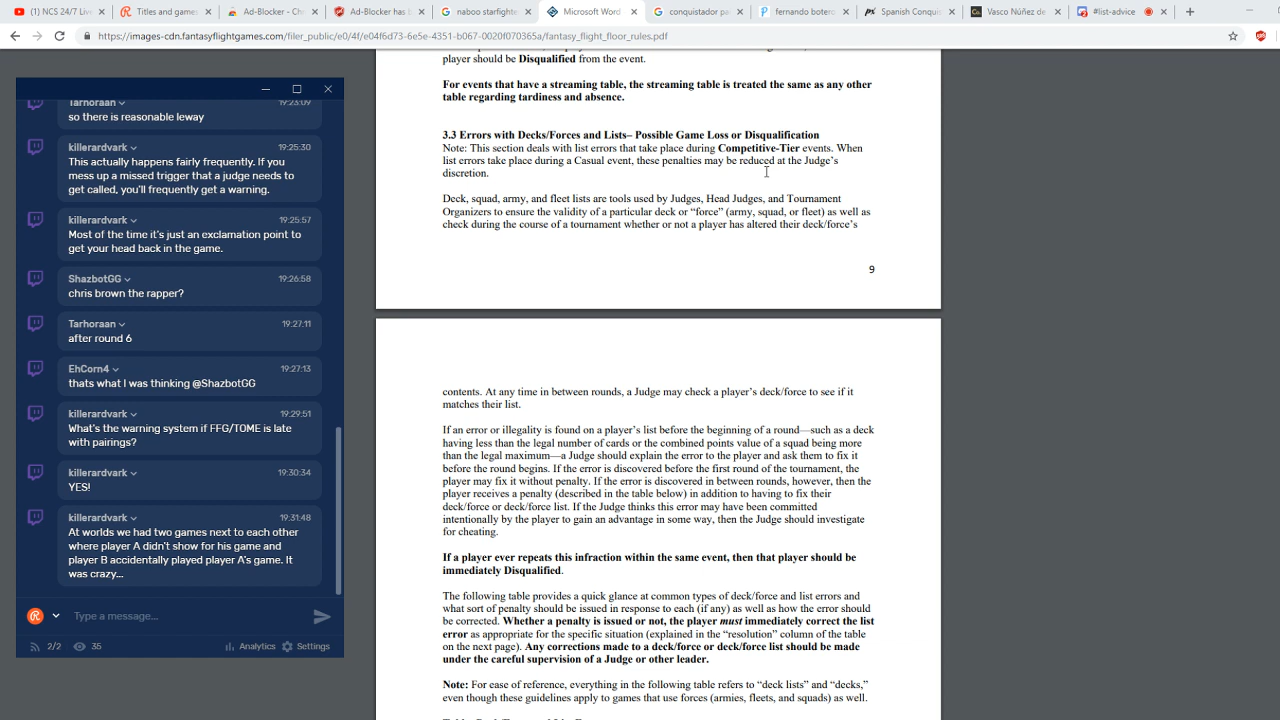 (1) NCS 24/7 Live
Titles and games
Ad-Blocker - Ch
Ad-Blocker has b
naboo starfighte
Microsoft Word
conquistador pa
fernando botero
Spanish Conqui
Vasco Núñez de
#list-advice
https://images-cdn.fantasyflightgames.com/filer_public/e0/4f/e04f6d73-6e5e-4351-b067-0020f070365a/fantasy_flight_floor_rules.pdf
Tarhoraan 19:23:09
so there is reasonable leway
killerardvark 19:25:30
This actually happens fairly frequently. If you
mess up a missed trigger that a judge needs to
get called, you'll frequently get a warning.
killerardvark 19:25:57
Most of the time it's just an exclamation point to
get your head back in the game.
ShazbotGG 19:26:58
chris brown the rapper?
Tarhoraan 19:27:11
after round 6
EhCorn4 19:27:13
thats what I was thinking @ShazbotGG
killerardvark 19:29:51
What's the warning system if FFG/TOME is late
with pairings?
killerardvark 19:30:34
YES!
killerardvark 19:31:48
At worlds we had two games next to each other
where player A didn't show for his game and
player B accidentally played player A's game. It
was crazy...
Type a message...
2/2 35 Analytics Settings
player should be Disqualified from the event.
For events that have a streaming table, the streaming table is treated the same as any other
table regarding tardiness and absence.
3.3 Errors with Decks/Forces and Lists– Possible Game Loss or Disqualification
Note: This section deals with list errors that take place during Competitive-Tier events. When
list errors take place during a Casual event, these penalties may be reduced at the Judge's
discretion.
Deck, squad, army, and fleet lists are tools used by Judges, Head Judges, and Tournament
Organizers to ensure the validity of a particular deck or “force” (army, squad, or fleet) as well as
check during the course of a tournament whether or not a player has altered their deck/force's
9
contents. At any time in between rounds, a Judge may check a player's deck/force to see if it
matches their list.
If an error or illegality is found on a player's list before the beginning of a round—such as a deck
having less than the legal number of cards or the combined points value of a squad being more
than the legal maximum—a Judge should explain the error to the player and ask them to fix it
before the round begins. If the error is discovered before the first round of the tournament, the
player may fix it without penalty. If the error is discovered in between rounds, however, then the
player receives a penalty (described in the table below) in addition to having to fix their
deck/force or deck/force list. If the Judge thinks this error may have been committed
intentionally by the player to gain an advantage in some way, then the Judge should investigate
for cheating.
If a player ever repeats this infraction within the same event, then that player should be
immediately Disqualified.
The following table provides a quick glance at common types of deck/force and list errors and
what sort of penalty should be issued in response to each (if any) as well as how the error should
be corrected. Whether a penalty is issued or not, the player must immediately correct the list
error as appropriate for the specific situation (explained in the “resolution” column of the table
on the next page). Any corrections made to a deck/force or deck/force list should be made
under the careful supervision of a Judge or other leader.
Note: For ease of reference, everything in the following table refers to “deck lists” and “decks,”
even though these guidelines apply to games that use forces (armies, fleets, and squads) as well.